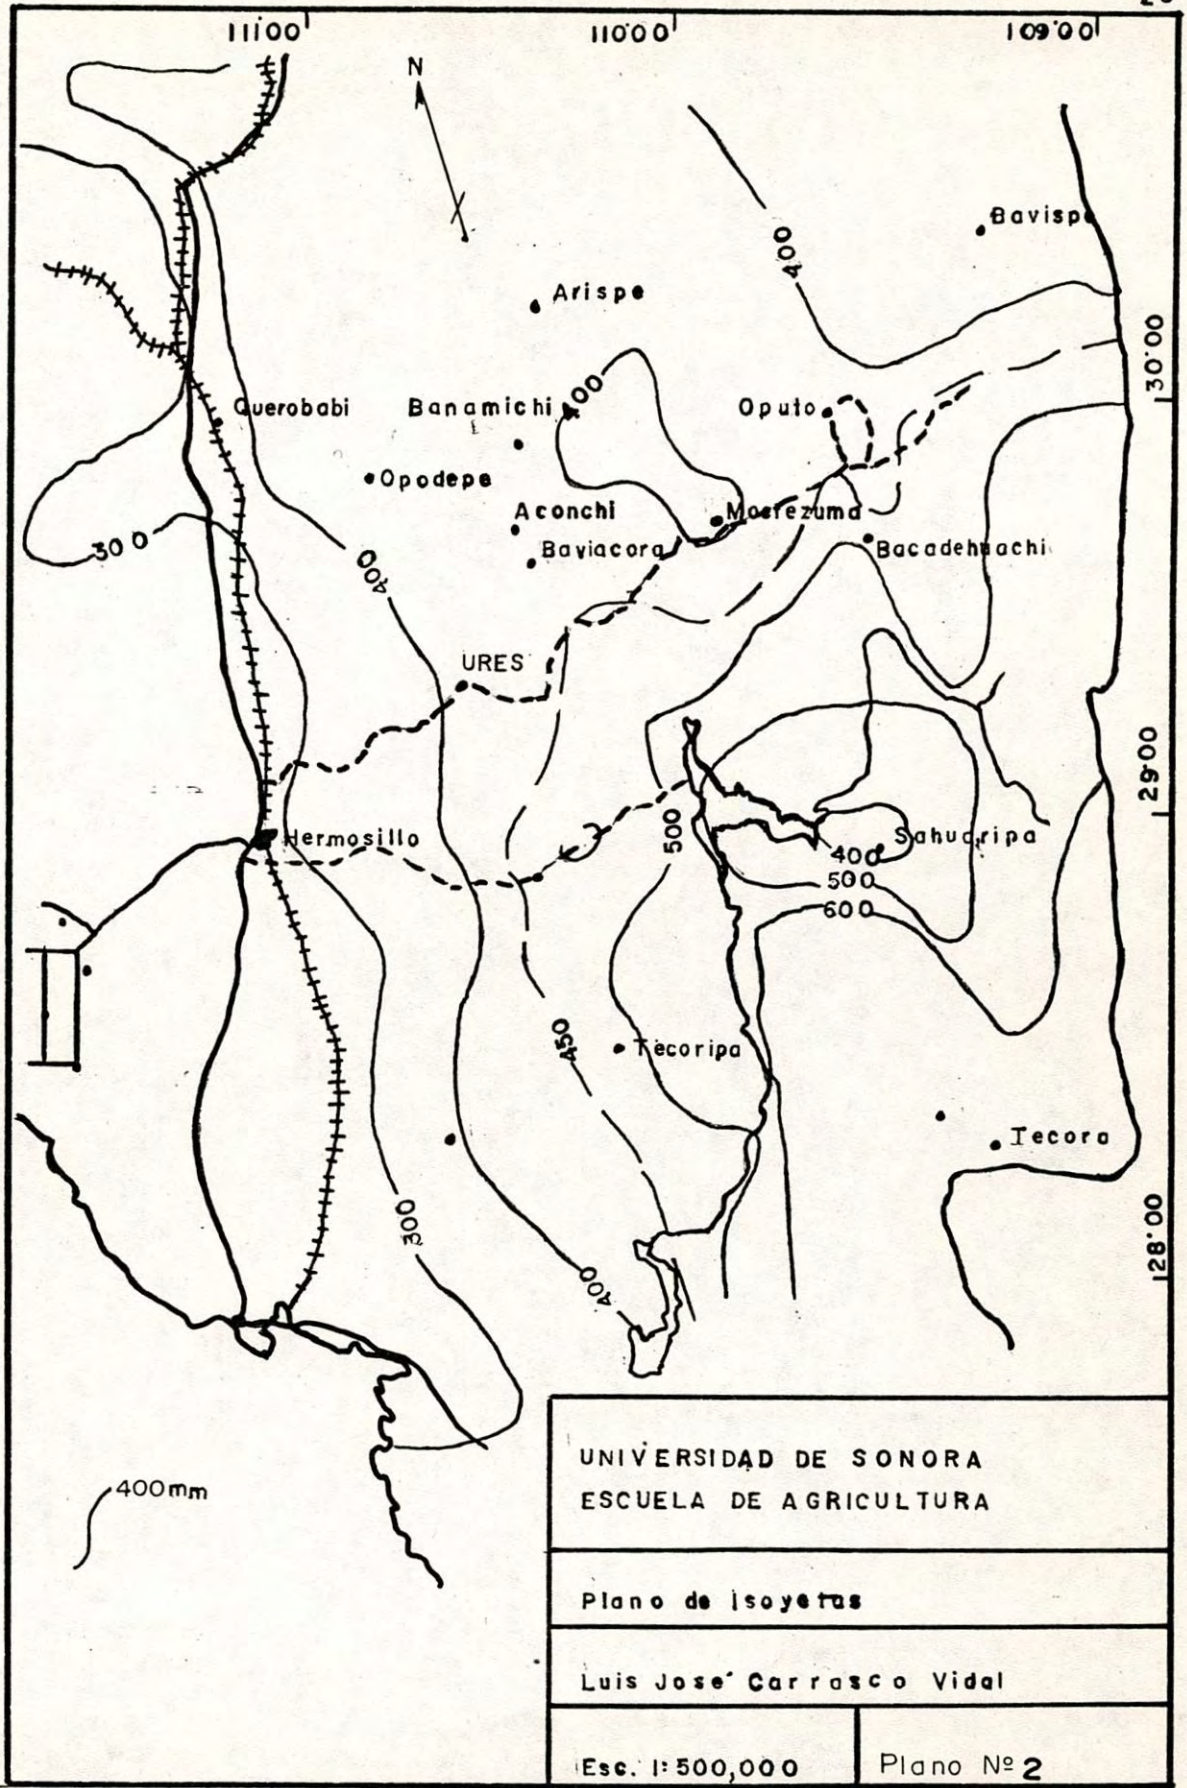 111°00
110°00
109°00
N
Bavispe
400
Arispe
30°00
400
Querobabi
Banamichi
Oputo
Opodepe
Aconchi
Moctezuma
300
Baviacora
Bacadehuachi
400
URES
29°00
500
Hermosillo
Sahuaripa
400
500
600
450
Tecoripa
Tecora
300
128°00
400
400mm
UNIVERSIDAD DE SONORA
ESCUELA DE AGRICULTURA
Plano de Isoyetas
Luis José Carrasco Vidal
Esc. 1:500,000
Plano Nº 2